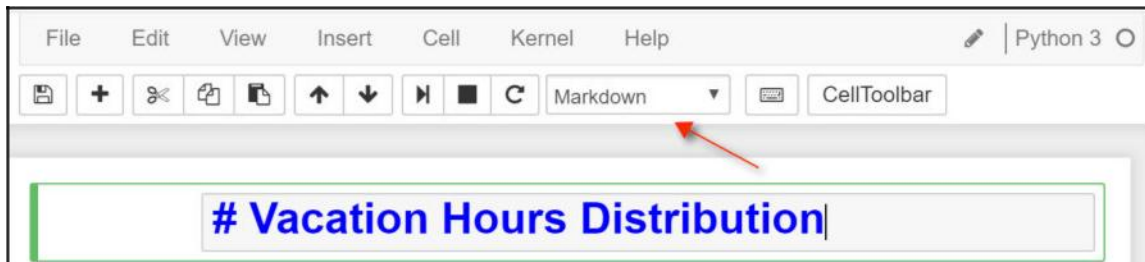 File Edit View Insert Cell Kernel Help Python 3
Markdown CellToolbar
# Vacation Hours Distribution